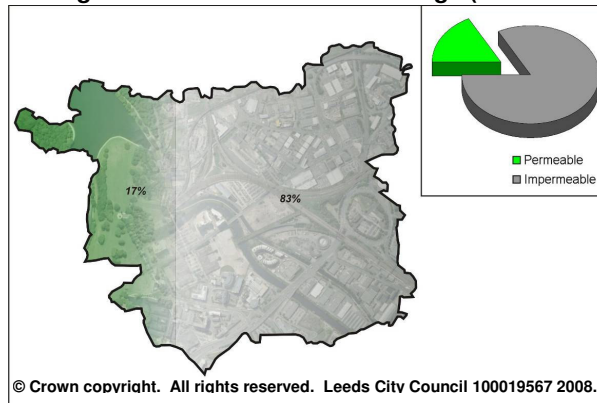 17%
83%
Permeable
Impermeable
© Crown copyright. All rights reserved. Leeds City Council 100019567 2008.